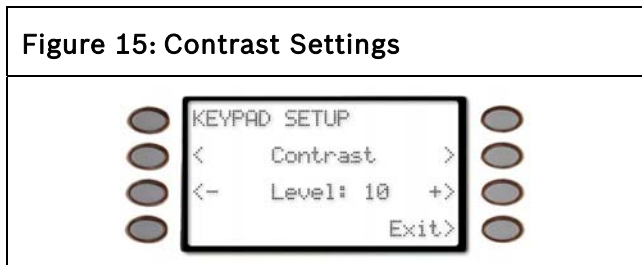 Figure 15: Contrast Settings
KEYPAD SETUP
< Contrast >
<- Level: 10 +>
Exit>